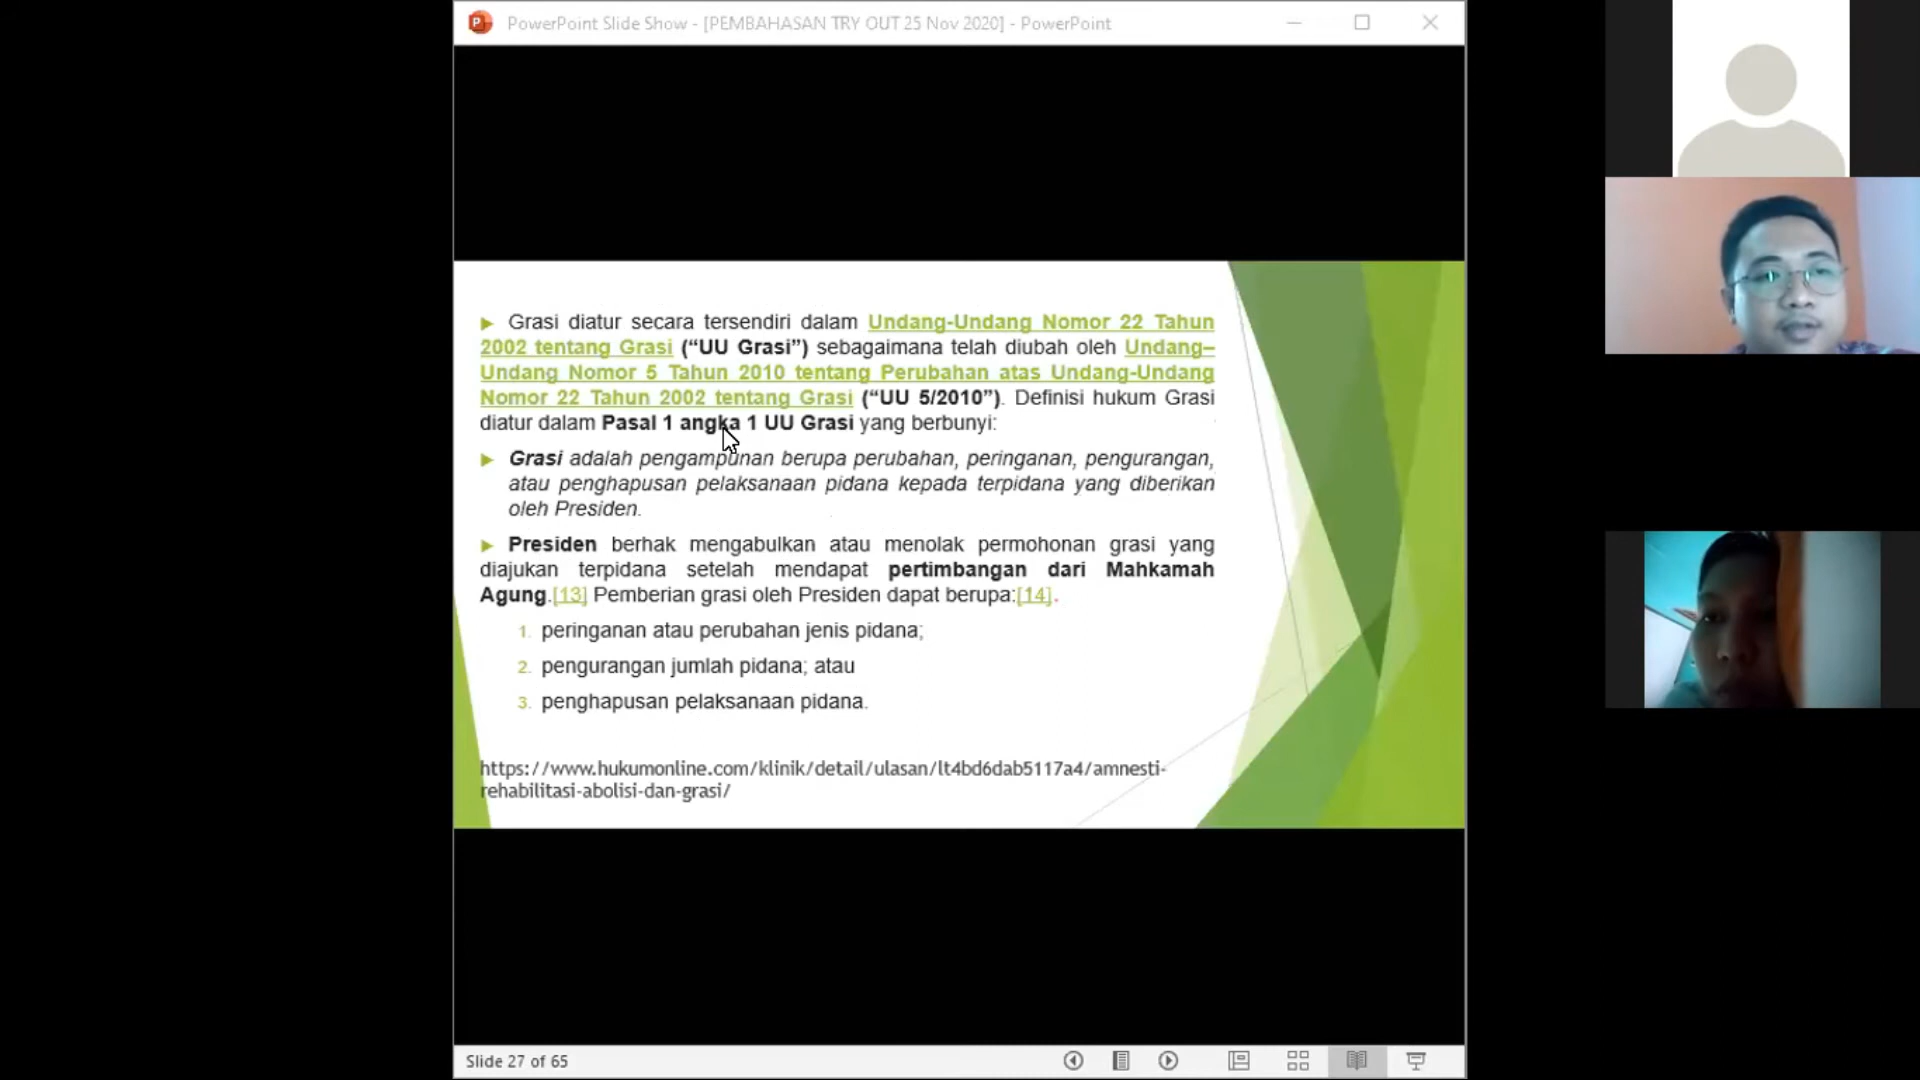 PowerPoint Slide Show - [PEMBAHASAN TRY OUT 25 Nov 2020] - PowerPoint
► Grasi diatur secara tersendiri dalam Undang-Undang Nomor 22 Tahun
2002 tentang Grasi (“UU Grasi”) sebagaimana telah diubah oleh Undang–
Undang Nomor 5 Tahun 2010 tentang Perubahan atas Undang-Undang
Nomor 22 Tahun 2002 tentang Grasi (“UU 5/2010”). Definisi hukum Grasi
diatur dalam Pasal 1 angka 1 UU Grasi yang berbunyi:
► Grasi adalah pengampunan berupa perubahan, peringanan, pengurangan,
atau penghapusan pelaksanaan pidana kepada terpidana yang diberikan
oleh Presiden.
► Presiden berhak mengabulkan atau menolak permohonan grasi yang
diajukan terpidana setelah mendapat pertimbangan dari Mahkamah
Agung.[13] Pemberian grasi oleh Presiden dapat berupa:[14].
1. peringanan atau perubahan jenis pidana;
2. pengurangan jumlah pidana; atau
3. penghapusan pelaksanaan pidana.
https://www.hukumonline.com/klinik/detail/ulasan/lt4bd6dab5117a4/amnesti-
rehabilitasi-abolisi-dan-grasi/
Slide 27 of 65